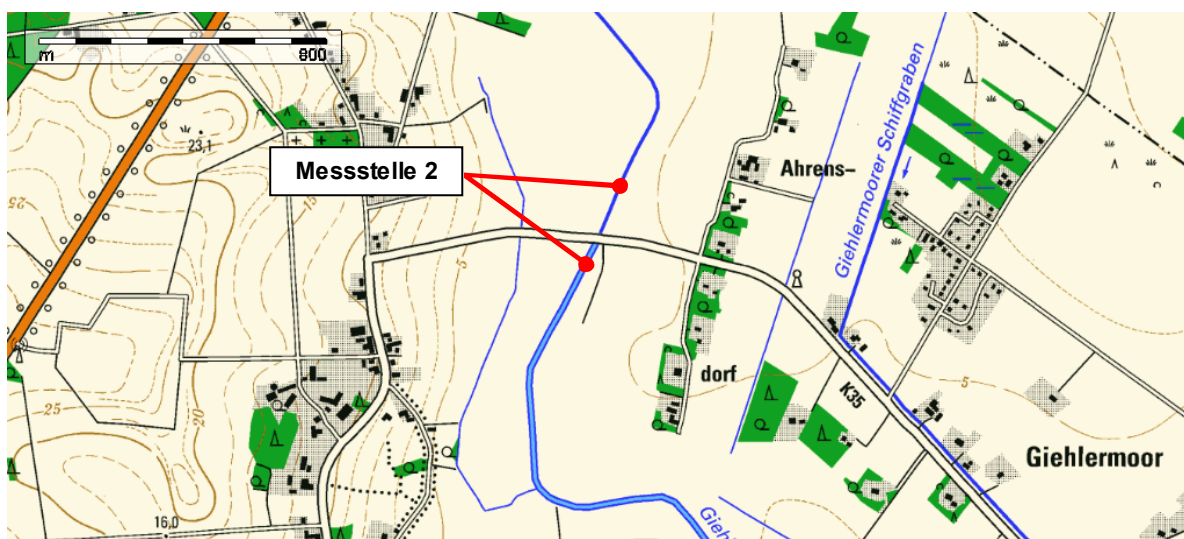 m 800
23,1
15
25
Messstelle 2
Ahrens-
Giehlermoorer Schiffgraben
5
dorf
K35
5
25
20
Giehlermoor
16,0